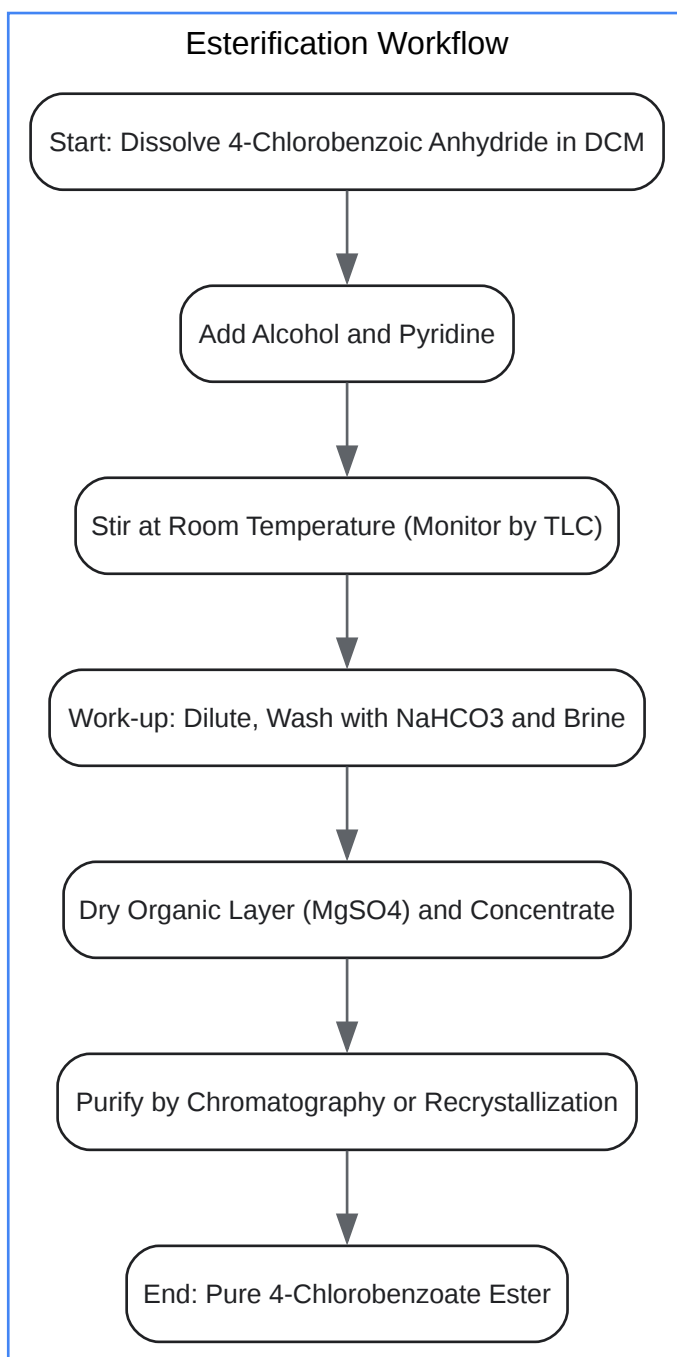 Esterification Workflow
Start: Dissolve 4-Chlorobenzoic Anhydride in DCM
Add Alcohol and Pyridine
Stir at Room Temperature (Monitor by TLC)
Work-up: Dilute, Wash with NaHCO3 and Brine
Dry Organic Layer (MgSO4) and Concentrate
Purify by Chromatography or Recrystallization
End: Pure 4-Chlorobenzoate Ester